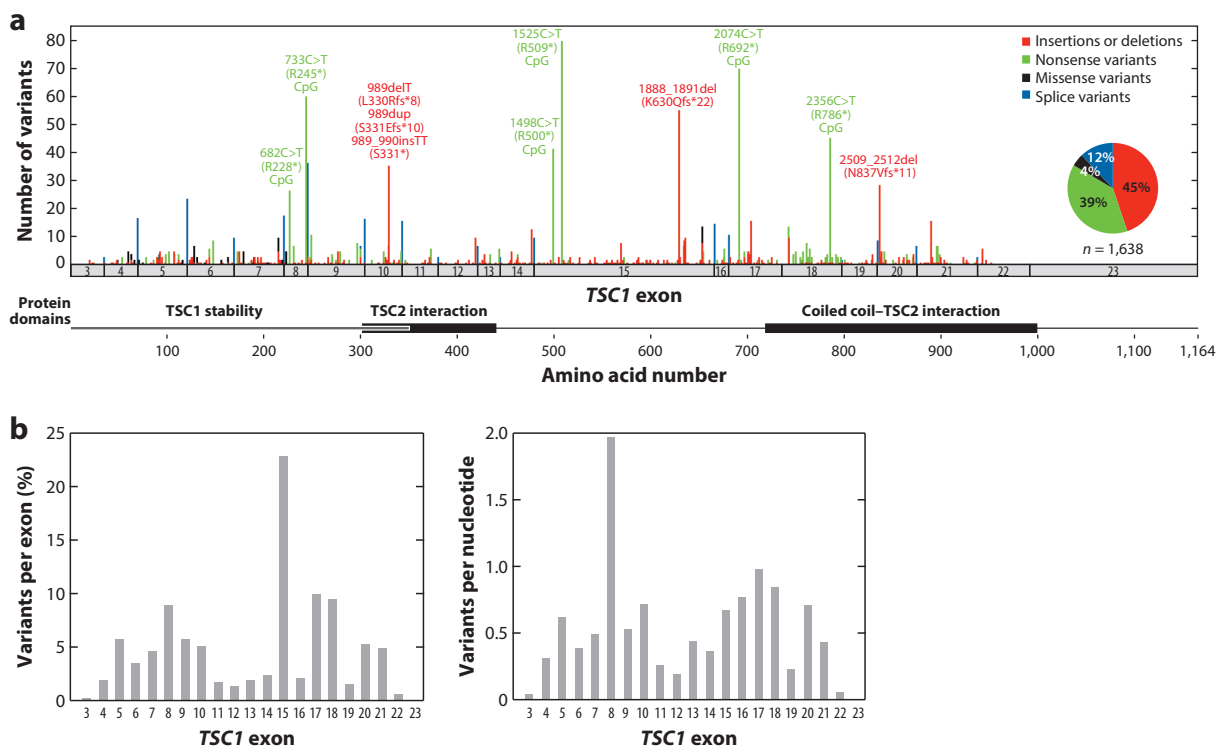 a
Number of variants
80
70
60
50
40
30
20
10
0
733C>T
(R245*)
CpG
682C>T
(R228*)
CpG
989delT
(L330Rfs*8)
989dup
(S331Efs*10)
989_990insTT
(S331*)
1525C>T
(R509*)
CpG
1498C>T
(R500*)
CpG
1888_1891del
(K630Qfs*22)
2074C>T
(R692*)
CpG
2356C>T
(R786*)
CpG
2509_2512del
(N837Vfs*11)
Insertions or deletions
Nonsense variants
Missense variants
Splice variants
12%
4%
45%
39%
n = 1,638
3 4 5 6 7 8 9 10 11 12 13 14 15 16 17 18 19 20 21 22 23
TSC1 exon
Protein
domains
TSC1 stability
TSC2 interaction
Coiled coil–TSC2 interaction
100 200 300 400 500 600 700 800 900 1,000 1,100 1,164
Amino acid number
b
Variants per exon (%)
25
20
15
10
5
0
3 4 5 6 7 8 9 10 11 12 13 14 15 16 17 18 19 20 21 22 23
TSC1 exon
Variants per nucleotide
2.0
1.5
1.0
0.5
0
3 4 5 6 7 8 9 10 11 12 13 14 15 16 17 18 19 20 21 22 23
TSC1 exon